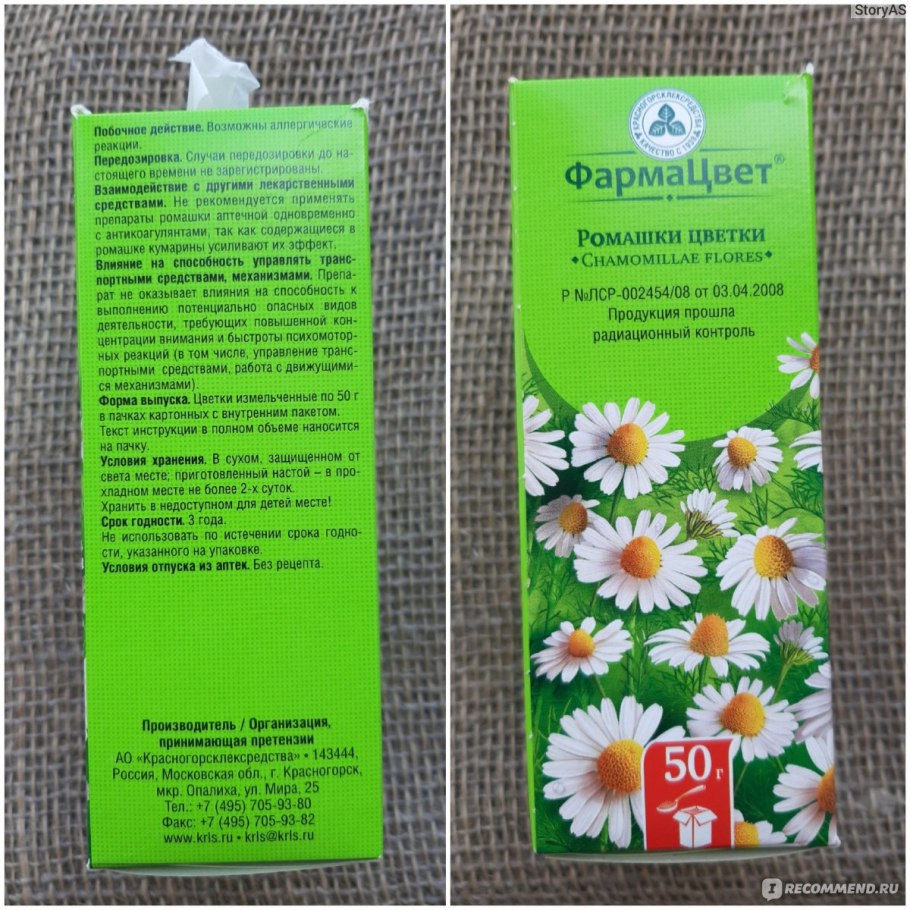 StoryAS
Побочное действие. Возможны аллергические
реакции.
Передозировка. Случаи передозировки до на-
стоящего времени не зарегистрированы.
Взаимодействие с другими лекарственными
средствами. Не рекомендуется применять
препараты ромашки аптечной одновременно
с антикоагулянтами, так как содержащиеся в
ромашке кумарины усиливают их эффект.
Влияние на способность управлять транс-
портными средствами, механизмами. Препа-
рат не оказывает влияния на способность к
выполнению потенциально опасных видов
деятельности, требующих повышенной кон-
центрации внимания и быстроты психомотор-
ных реакций (в том числе, управление транс-
портными средствами, работа с движущими-
ся механизмами).
Форма выпуска. Цветки измельченные по 50 г
в пачках картонных с внутренним пакетом.
Текст инструкции в полном объеме наносится
на пачку.
Условия хранения. В сухом, защищенном от
света месте; приготовленный настой – в про-
хладном месте не более 2-х суток.
Хранить в недоступном для детей месте!
Срок годности. 3 года.
Не использовать по истечении срока годно-
сти, указанного на упаковке.
Условия отпуска из аптек. Без рецепта.
Производитель / Организация,
принимающая претензии
АО «Красногорсклексредства» • 143444,
Россия, Московская обл., г. Красногорск,
мкр. Опалиха, ул. Мира, 25
Тел.: +7 (495) 705-93-80
Факс: +7 (495) 705-93-82
www.krls.ru • krls@krls.ru
КРАСНОГОРСКЛЕКСРЕДСТВА
КАЧЕСТВО С
ФармаЦвет®
Ромашки цветки
Chamomillae flores
Р №ЛСР-002454/08 от 03.04.2008
Продукция прошла
радиационный контроль
50 г
IRECOMMEND.RU